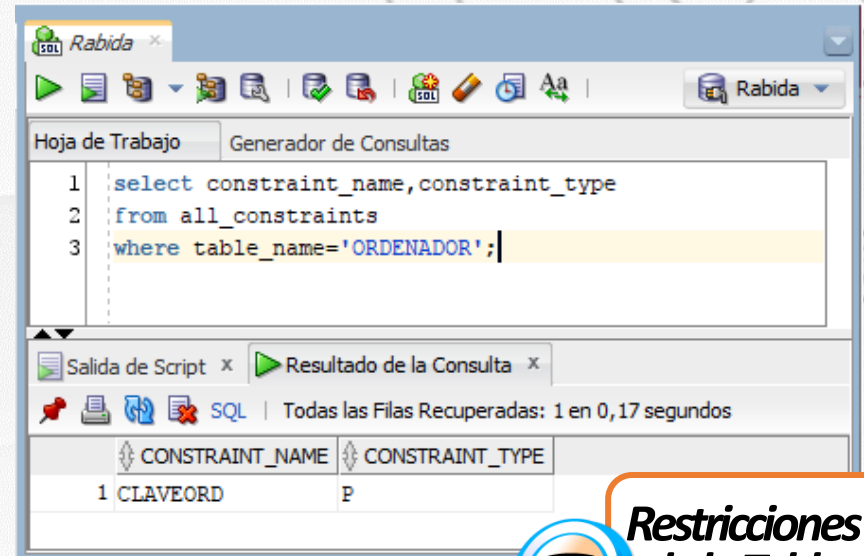 Rabida
Rabida
Hoja de Trabajo Generador de Consultas
1 select constraint_name,constraint_type
2 from all_constraints
3 where table_name='ORDENADOR';
Salida de Script x Resultado de la Consulta x
SQL | Todas las Filas Recuperadas: 1 en 0,17 segundos
CONSTRAINT_NAME CONSTRAINT_TYPE
1 CLAVEORD P
Restricciones